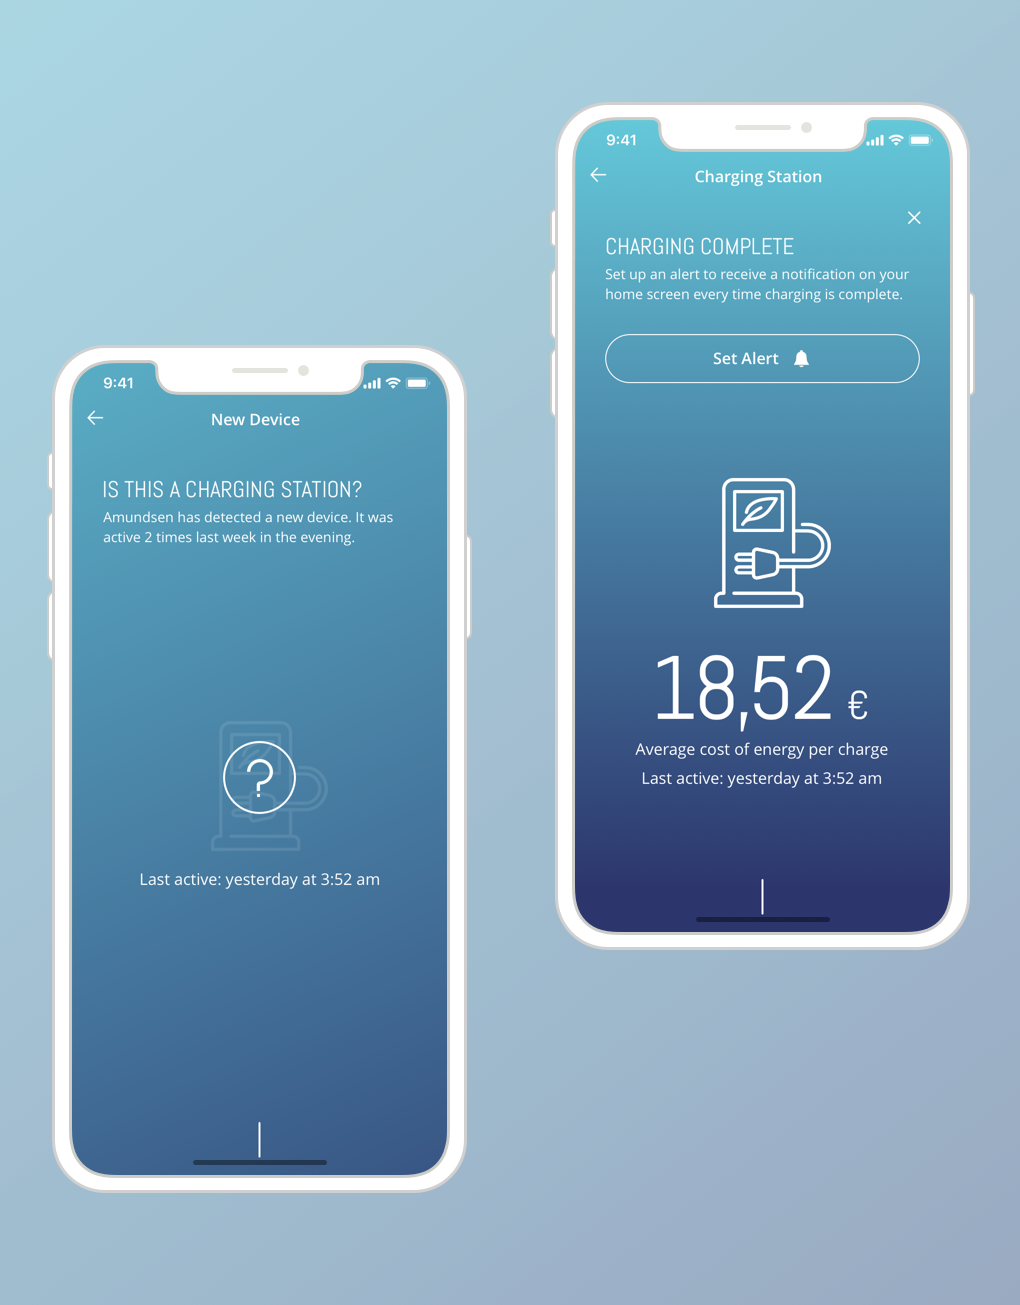 9:41
New Device
IS THIS A CHARGING STATION?
Amundsen has detected a new device. It was
active 2 times last week in the evening.
?
Last active: yesterday at 3:52 am
9:41
Charging Station
CHARGING COMPLETE
Set up an alert to receive a notification on your
home screen every time charging is complete.
Set Alert
18,52 €
Average cost of energy per charge
Last active: yesterday at 3:52 am